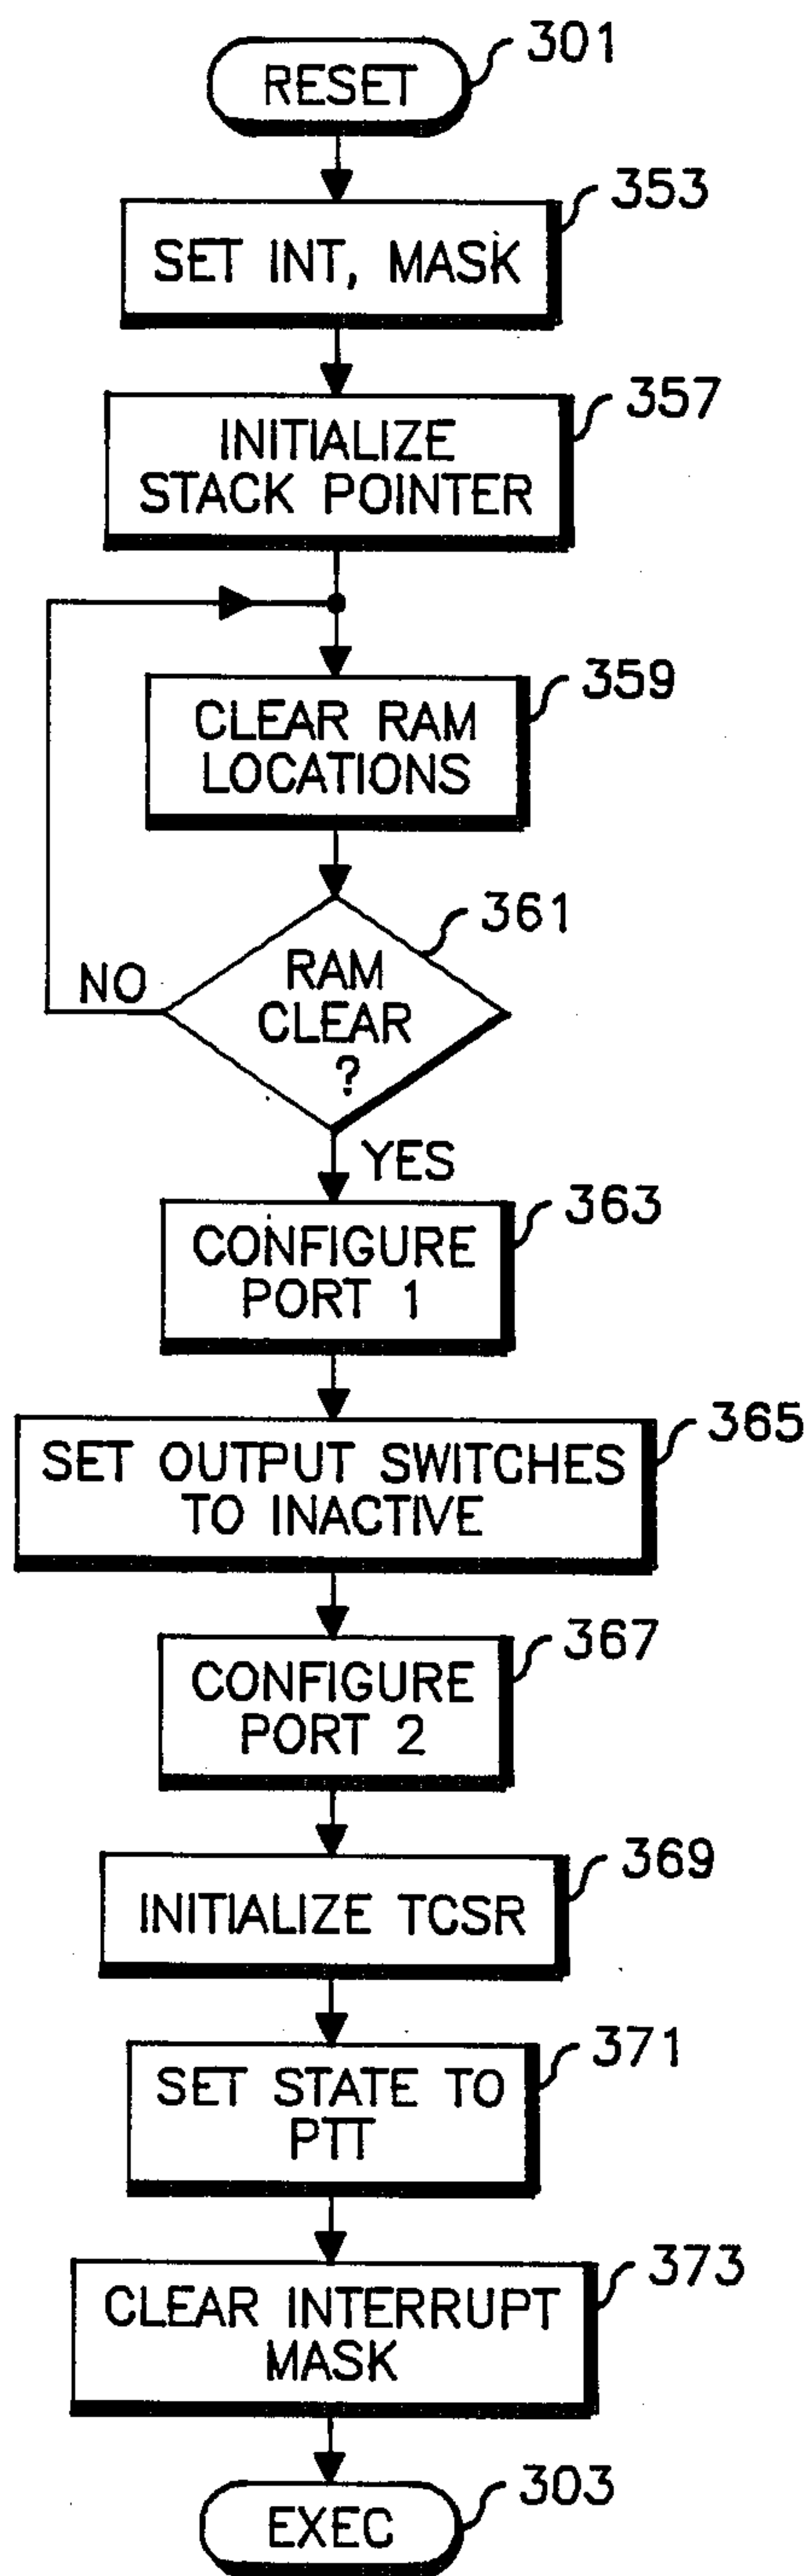 301
RESET
353
SET INT, MASK
357
INITIALIZE
STACK POINTER
359
CLEAR RAM
LOCATIONS
361
NO
RAM
CLEAR
?
YES
363
CONFIGURE
PORT 1
365
SET OUTPUT SWITCHES
TO INACTIVE
367
CONFIGURE
PORT 2
369
INITIALIZE TCSR
371
SET STATE TO
PTT
373
CLEAR INTERRUPT
MASK
303
EXEC